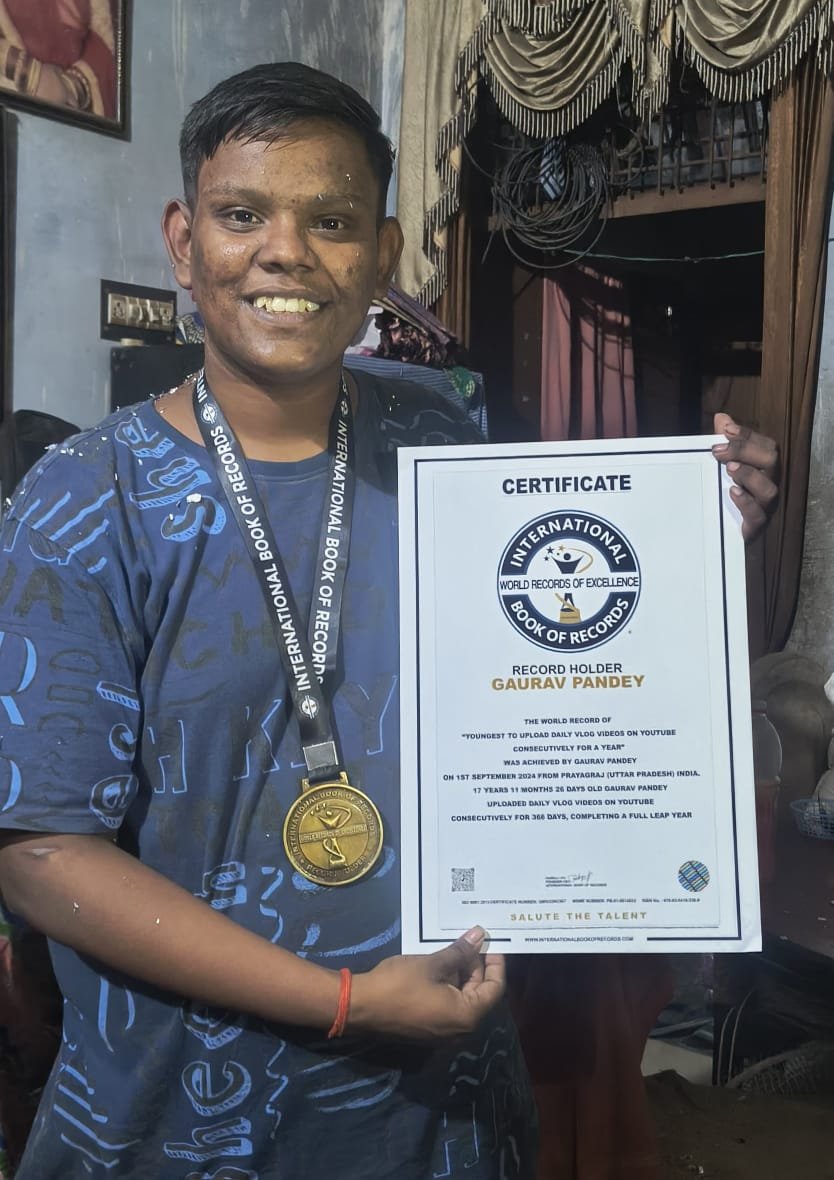 CERTIFICATE
INTERNATIONAL
WORLD RECORDS OF EXCELLENCE
BOOK OF RECORDS
RECORD HOLDER
GAURAV PANDEY
THE WORLD RECORD OF
"YOUNGEST TO UPLOAD DAILY VLOG VIDEOS ON YOUTUBE
CONSECUTIVELY FOR A YEAR"
WAS ACHIEVED BY GAURAV PANDEY
ON 1ST SEPTEMBER 2024 FROM PRAYAGRAJ (UTTAR PRADESH) INDIA.
17 YEARS 11 MONTHS 26 DAYS OLD GAURAV PANDEY
UPLOADED DAILY VLOG VIDEOS ON YOUTUBE
CONSECUTIVELY FOR 366 DAYS, COMPLETING A FULL LEAP YEAR
INTERNATIONAL BOOK OF RECORDS
SALUTE THE TALENT
WWW.INTERNATIONALBOOKOFRECORDS.COM
INTERNATIONAL BOOK OF RECORDS
INTERNATIONAL BOOK OF RECORDS